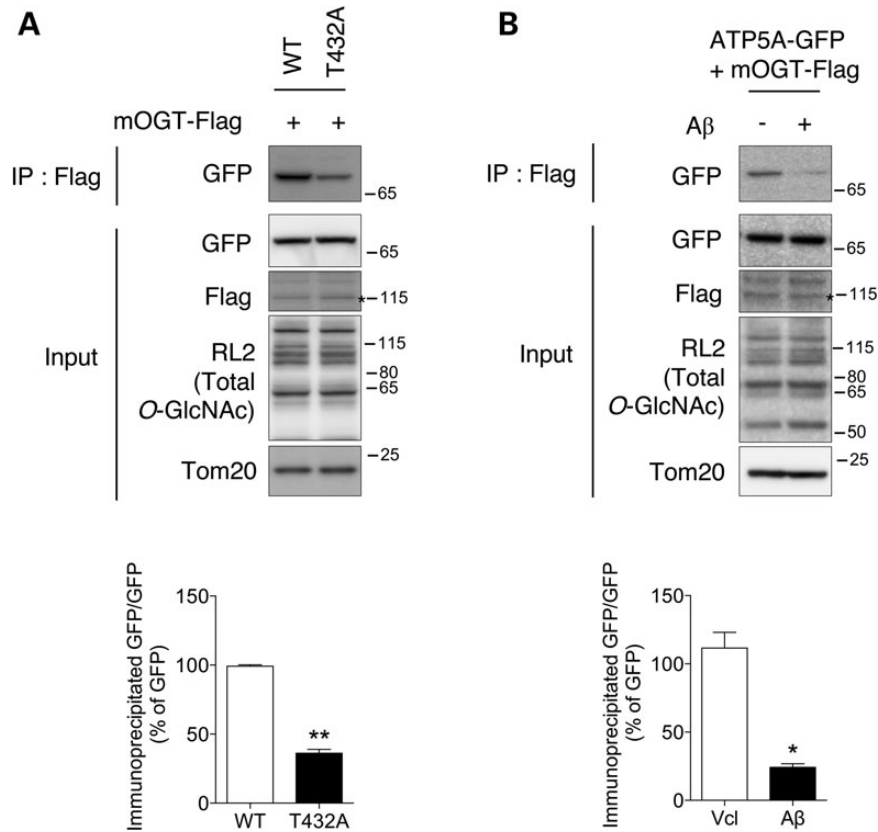 A
WT
T432A
mOGT-Flag + +
IP : Flag
GFP
–65
GFP
–65
Flag
*–115
Input
RL2
(Total
O-GlcNAc)
–115
–80
–65
Tom20
–25
Immunoprecipitated GFP/GFP
(% of GFP)
150
100
50
0
**
WT T432A
B
ATP5A-GFP
+ mOGT-Flag
Aβ - +
IP : Flag
GFP
–65
GFP
–65
Flag
*–115
Input
RL2
(Total
O-GlcNAc)
–115
–80
–65
–50
Tom20
–25
Immunoprecipitated GFP/GFP
(% of GFP)
150
100
50
0
*
Vcl Aβ